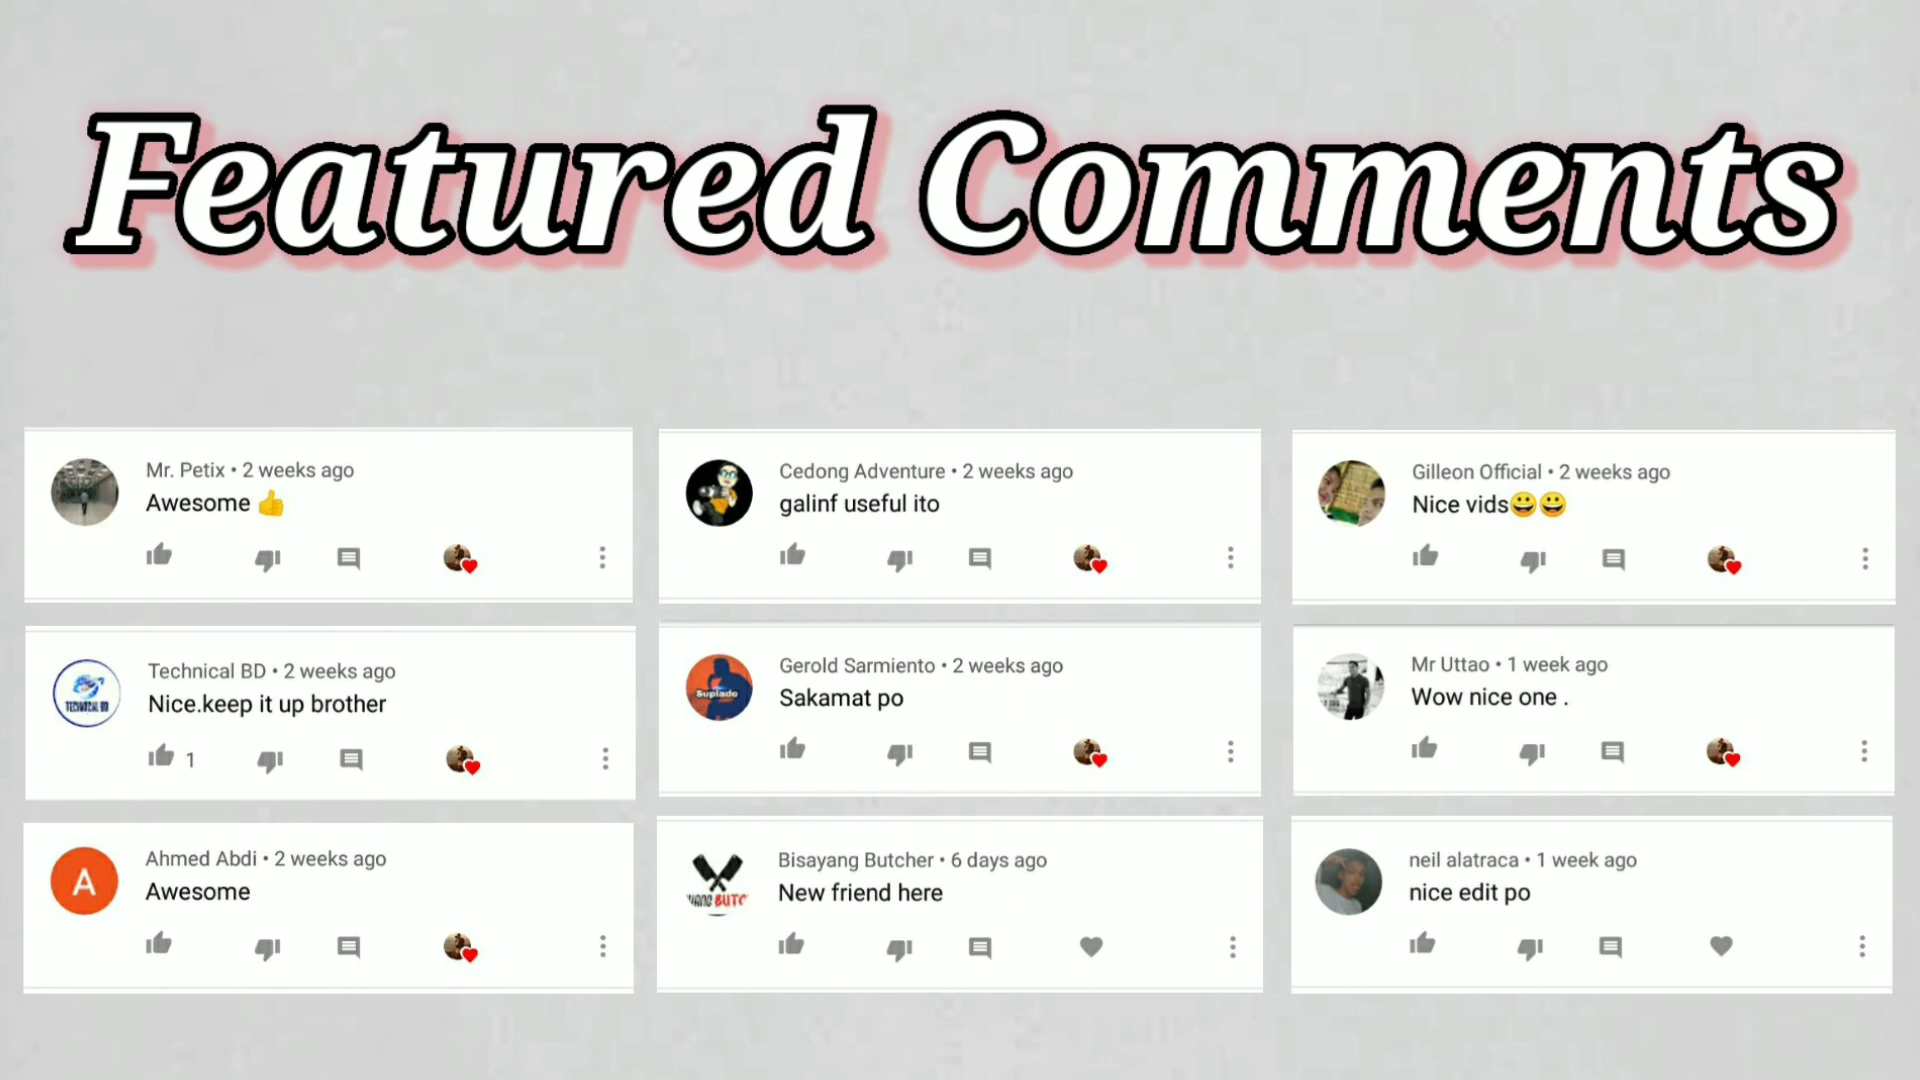 Featured Comments
Mr. Petix • 2 weeks ago
Awesome 👍
Cedong Adventure • 2 weeks ago
galinf useful ito
Gilleon Official • 2 weeks ago
Nice vids😀😀
TECHNICAL BD
Technical BD • 2 weeks ago
Nice.keep it up brother
1
Suplado
Gerold Sarmiento • 2 weeks ago
Sakamat po
Mr Uttao • 1 week ago
Wow nice one .
A
Ahmed Abdi • 2 weeks ago
Awesome
Bisayang Butcher • 6 days ago
New friend here
neil alatraca • 1 week ago
nice edit po